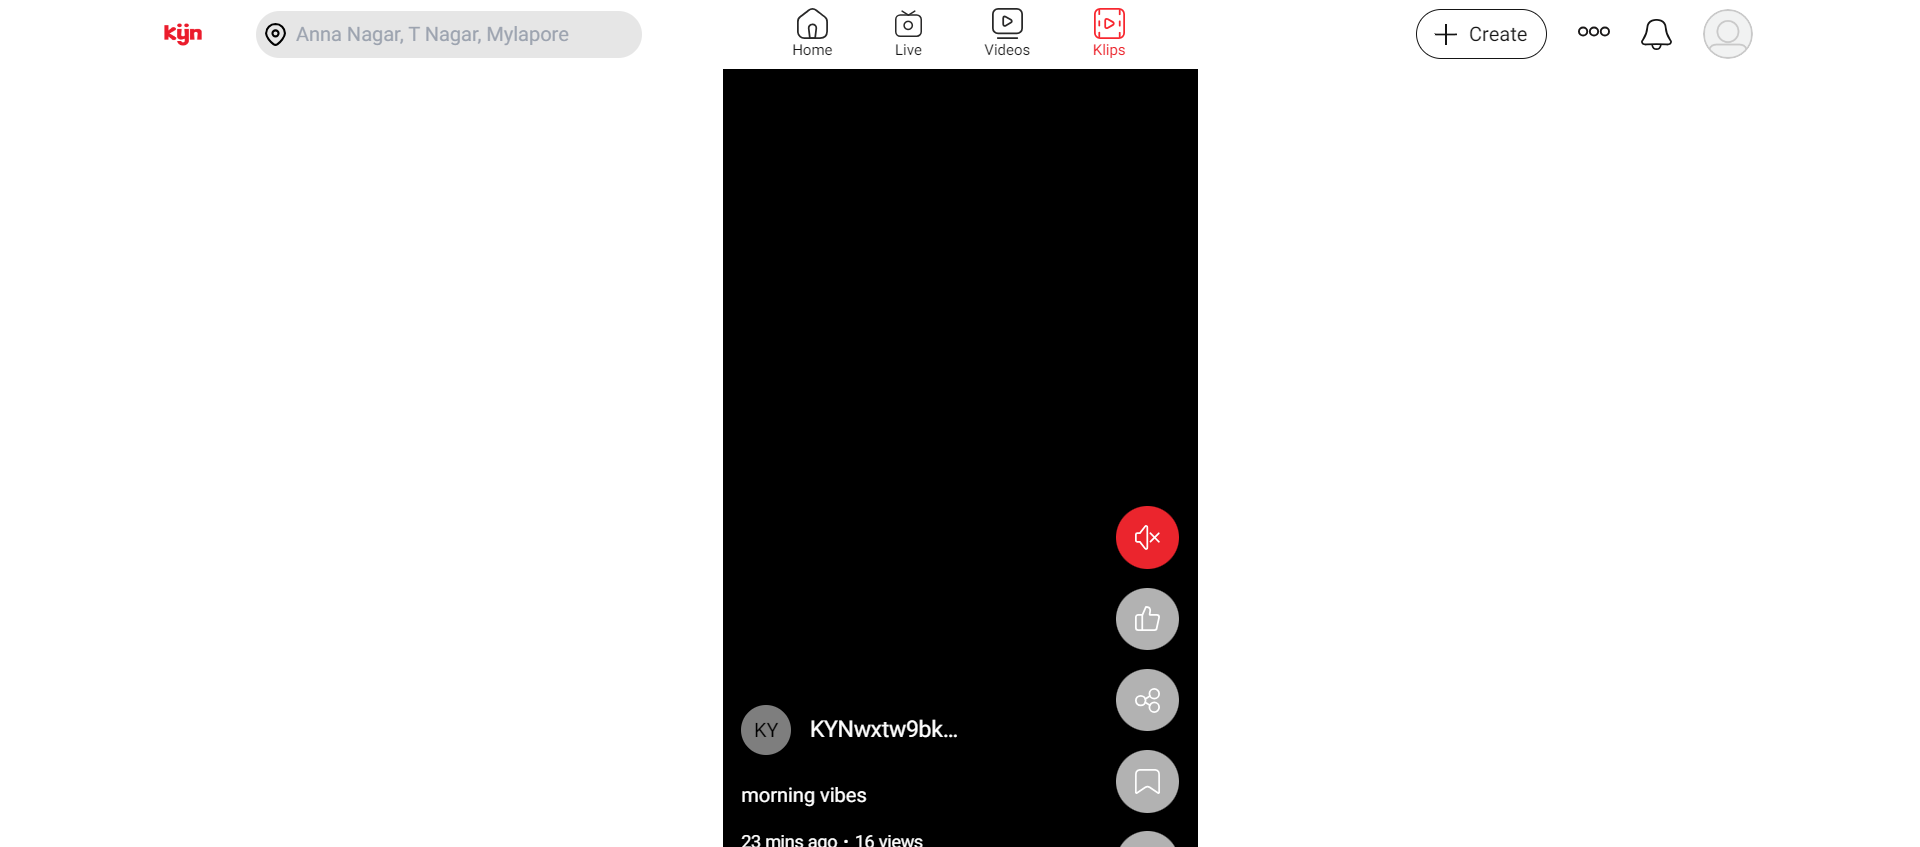 kyn
Anna Nagar, T Nagar, Mylapore
Home
Live
Videos
Klips
Create
KY
KYNwxtw9bk...
morning vibes
23 mins ago • 16 views